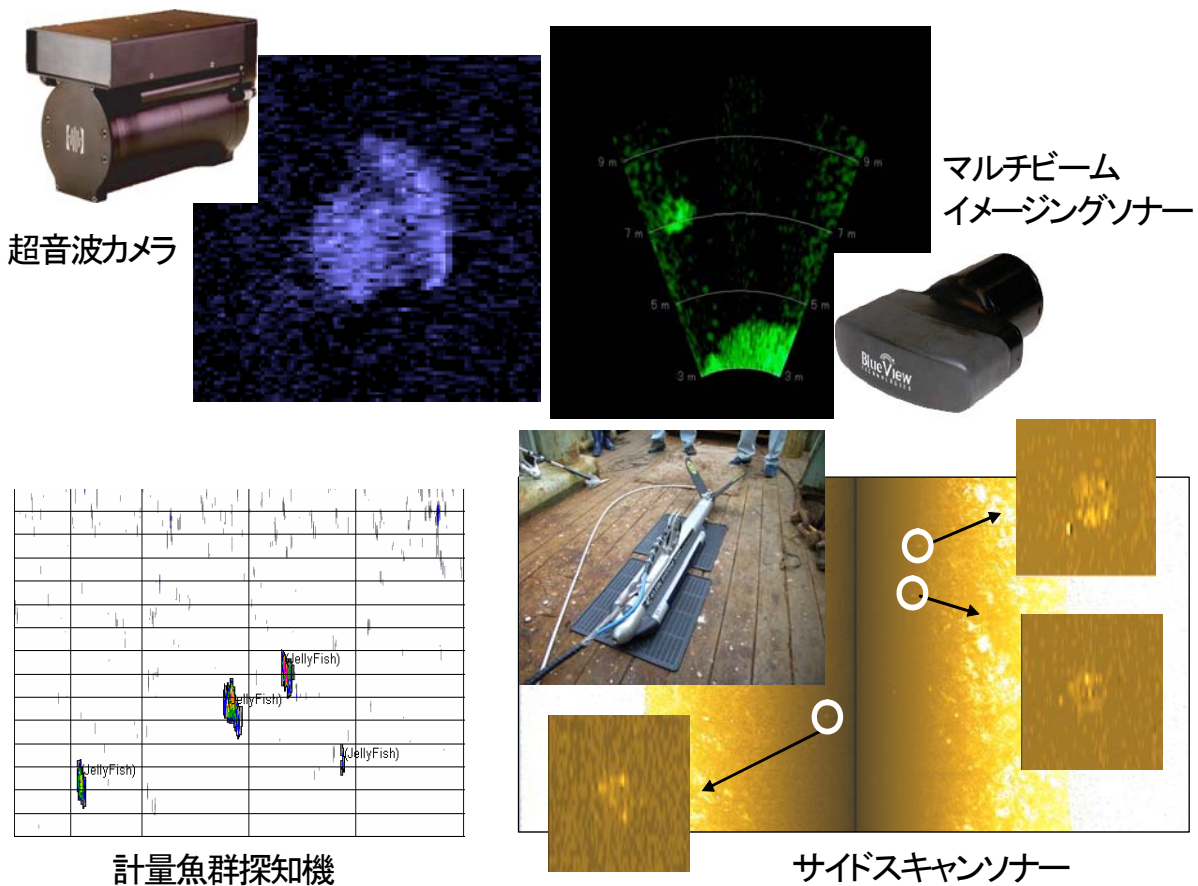 超音波カメラ
9 m
9 m
7 m
7 m
5 m
5 m
3 m
3 m
マルチビーム
イメージングソナー
BlueView
TECHNOLOGIES
(JellyFish)
(JellyFish)
(JellyFish)
(JellyFish)
計量魚群探知機
サイドスキャンソナー